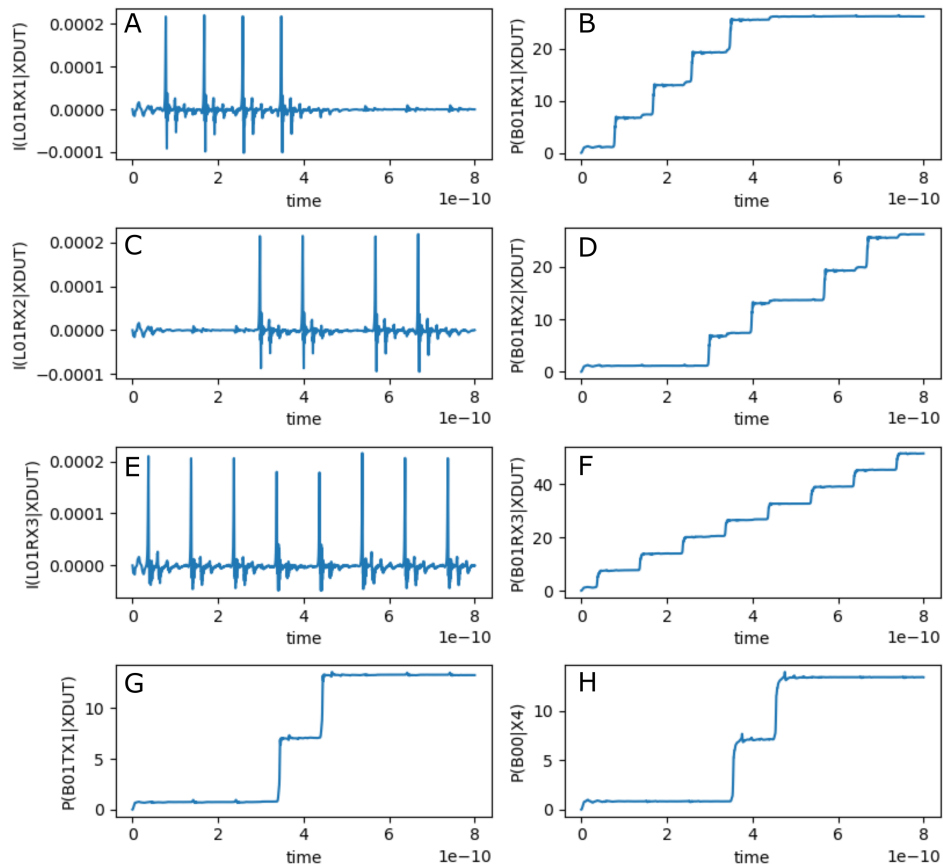 A
I(L01RX1|XDUT)
0.0002
0.0001
0.0000
−0.0001
0 2 4 6 8
time 1e−10
B
P(B01RX1|XDUT)
20
10
0
0 2 4 6 8
time 1e−10
C
I(L01RX2|XDUT)
0.0002
0.0001
0.0000
−0.0001
0 2 4 6 8
time 1e−10
D
P(B01RX2|XDUT)
20
10
0
0 2 4 6 8
time 1e−10
E
I(L01RX3|XDUT)
0.0002
0.0001
0.0000
0 2 4 6 8
time 1e−10
F
P(B01RX3|XDUT)
40
20
0
0 2 4 6 8
time 1e−10
G
P(B01TX1|XDUT)
10
5
0
0 2 4 6 8
time 1e−10
H
P(B00|X4)
10
5
0
0 2 4 6 8
time 1e−10